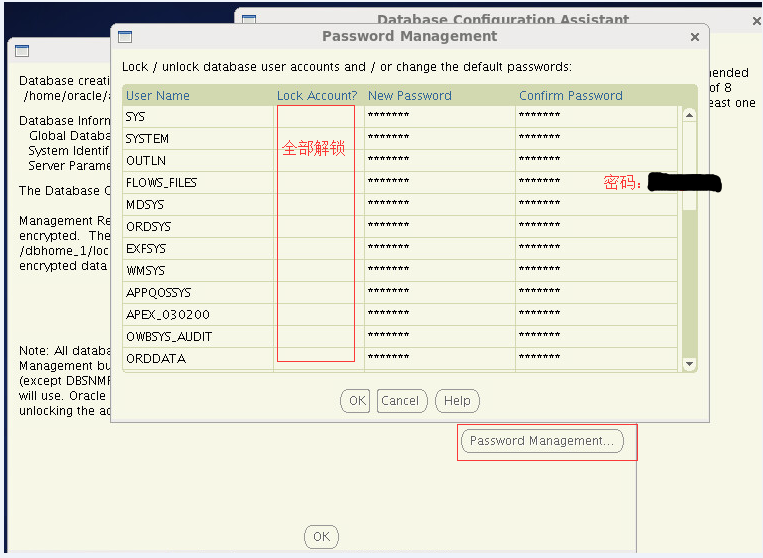 Database Configuration Assistant
Password Management
Lock / unlock database user accounts and / or change the default passwords:
User Name Lock Account? New Password Confirm Password
SYS ******* *******
SYSTEM ******* *******
OUTLN ******* *******
FLOWS_FILES ******* *******
MDSYS ******* *******
ORDSYS ******* *******
EXFSYS ******* *******
WMSYS ******* *******
APPQOSSYS ******* *******
APEX_030200 ******* *******
OWBSYS_AUDIT ******* *******
ORDDATA ******* *******
全部解锁
密码:
OK Cancel Help
Database creati
/home/oracle/
Database Inform
Global Databa
System Identif
Server Parame
The Database C
Management Re
encrypted. The
/dbhome_1/loc
encrypted data
Note: All databa
Management bu
(except DBSNMP
will use. Oracle
unlocking the ac
ended
of 8
east one
Password Management...
OK